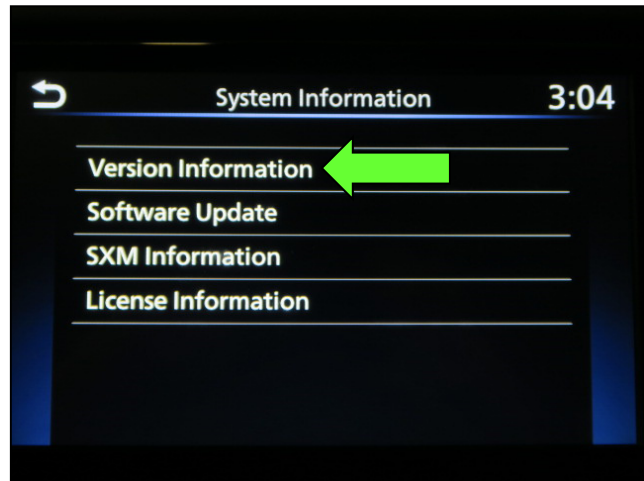 System Information 3:04
Version Information
Software Update
SXM Information
License Information